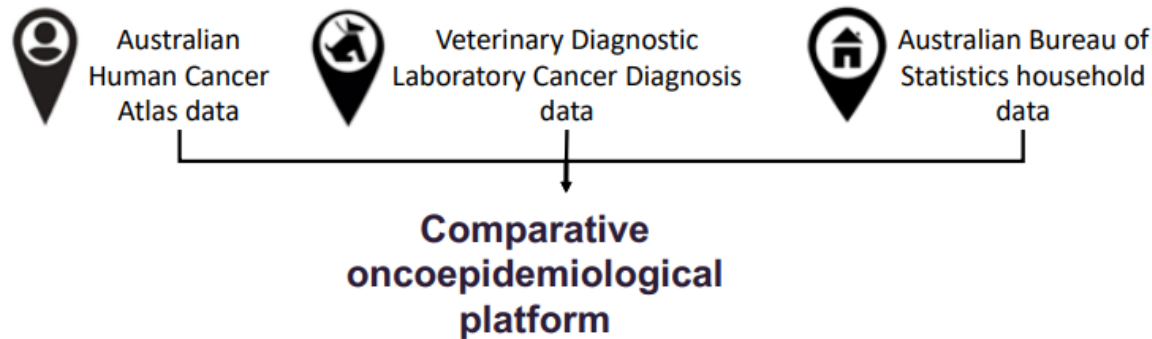 Australian
Human Cancer
Atlas data
Veterinary Diagnostic
Laboratory Cancer Diagnosis
data
Australian Bureau of
Statistics household
data
Comparative
oncoepidemiological
platform